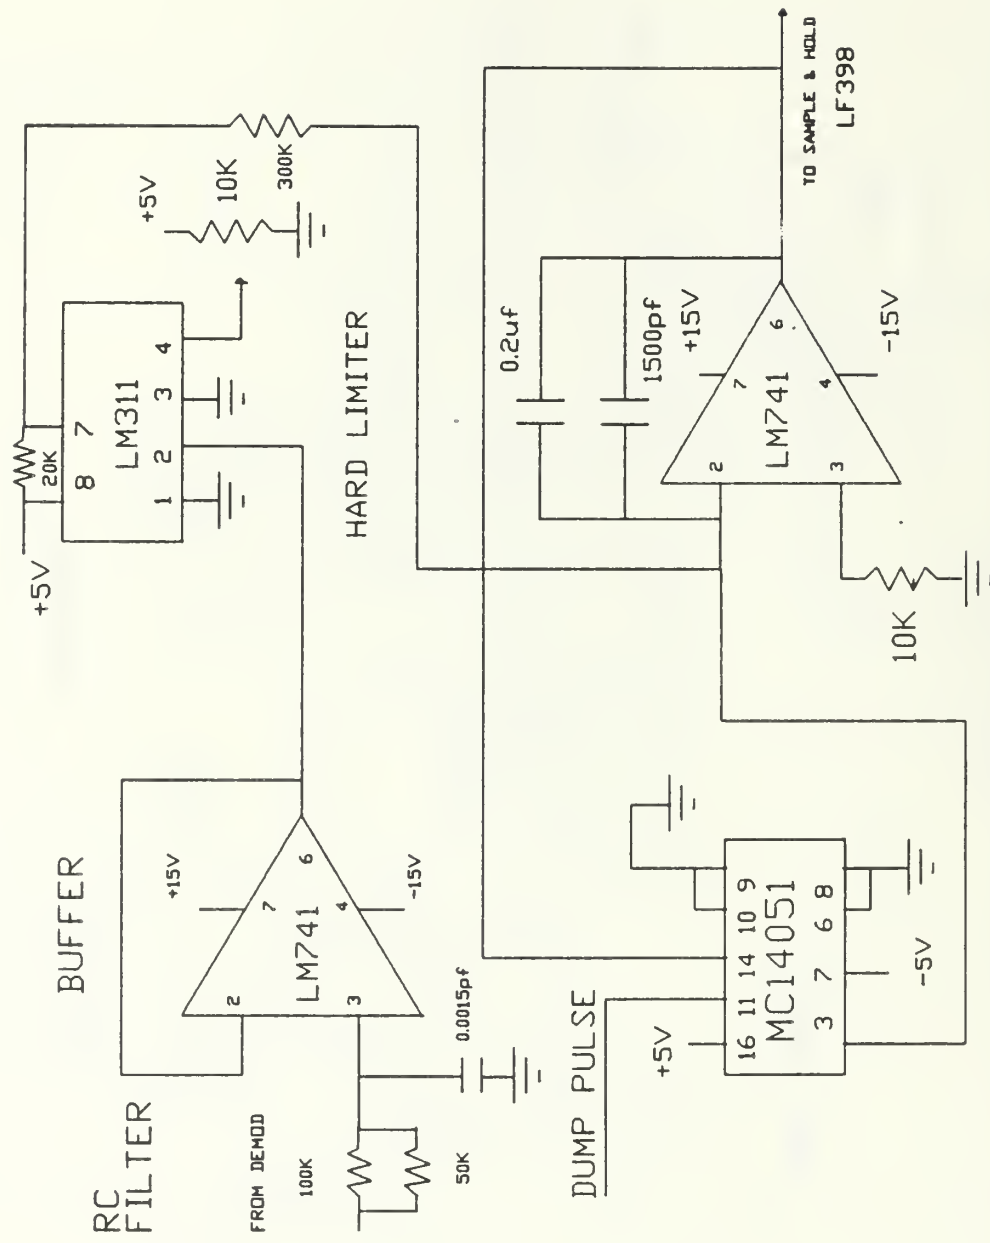 RC
FILTER
BUFFER
FROM DEMOD
100K
50K
0.0015pf
+15V
2
7
LM741
6
3
4
-15V
+5V
20K
8
7
LM311
1
2
3
4
+5V
10K
300K
HARD LIMITER
DUMP PULSE
+5V
16
11
14
10
9
MC14051
3
7
6
8
-5V
0.2uf
1500pf
+15V
2
7
LM741
6
3
4
-15V
10K
TO SAMPLE & HOLD
LF398